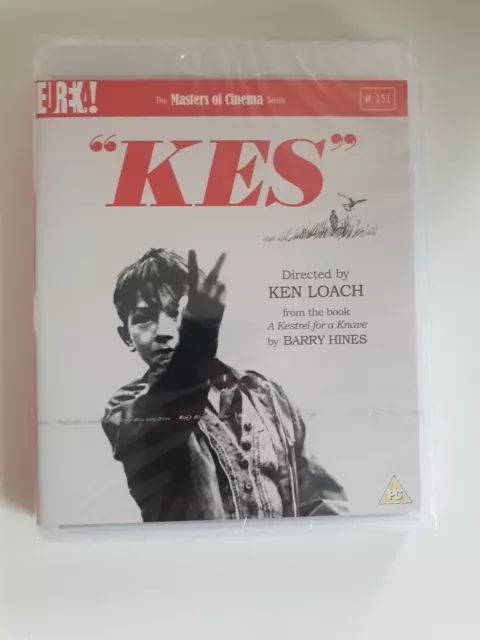 EUREKA!
The Masters of Cinema Series
# 151
“KES”
Directed by
KEN LOACH
from the book
A Kestrel for a Knave
by BARRY HINES
PG